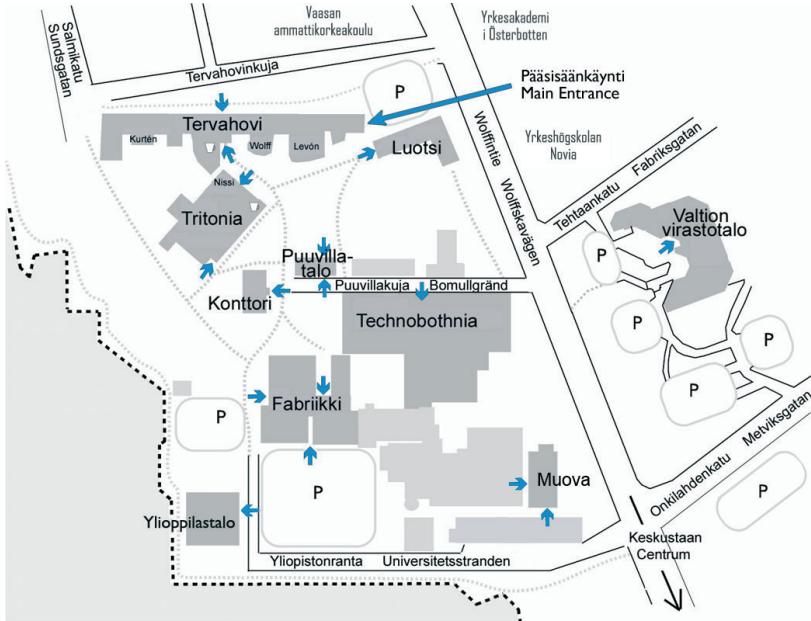 Salmikatu
Sundsgatan
Vaasan
ammattikorkeakoulu
Yrkesakademi
i Österbotten
Tervahovinkuja
Pääsisäänkäynti
Main Entrance
P
Tervahovi
Kurtén
Wolff
Levón
Luotsi
Wolffintie
Wolffskavägen
Yrkeshögskolan
Novia
Tehtaankatu
Fabriksgatan
Nissi
Tritonia
Valtion
virastotalo
Puuvilla-
talo
P
Konttori
Puuvillakuja
Bomullgränd
Technobothnia
P
P
P
Fabriikki
P
P
Muova
Onkilahdenkatu
Metviksgatan
P
Ylioppilastalo
Keskustaan
Centrum
Yliopistonranta
Universitetsstranden